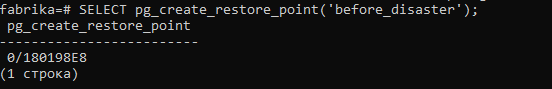 fabrika=# SELECT pg_create_restore_point('before_disaster');
pg_create_restore_point
-------------------------
0/180198E8
(1 строка)